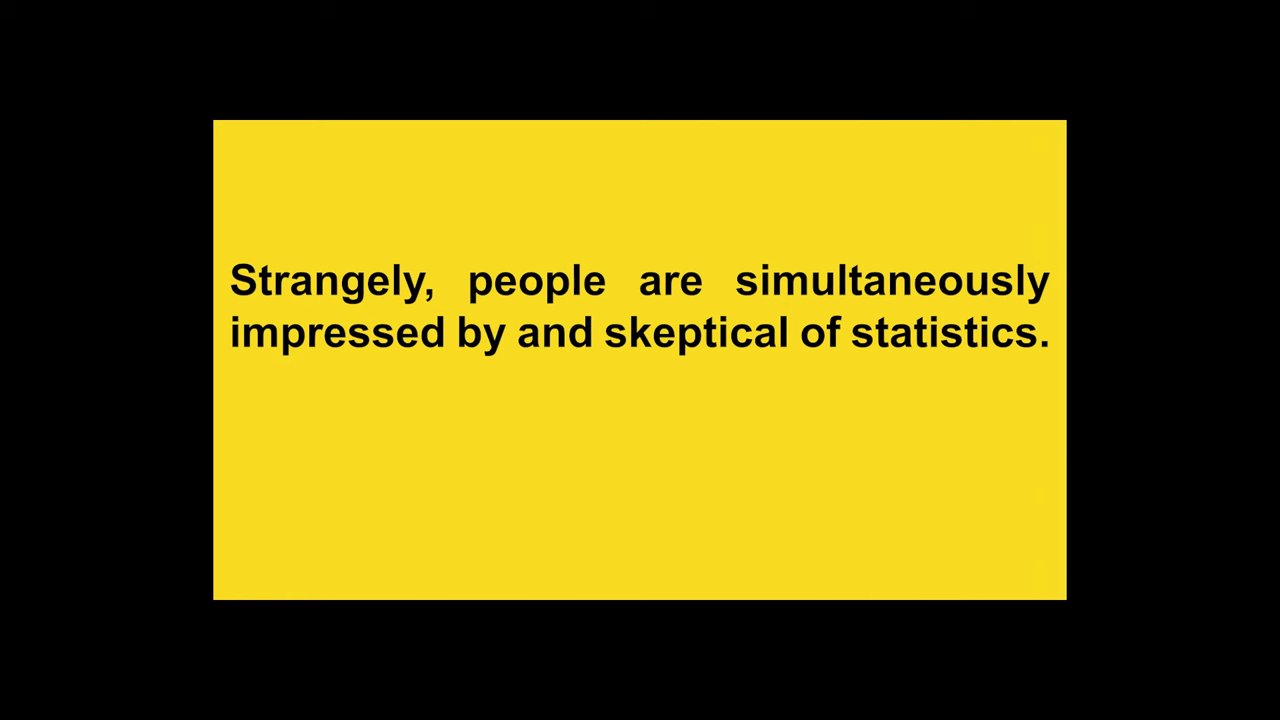 Strangely, people are simultaneously
impressed by and skeptical of statistics.